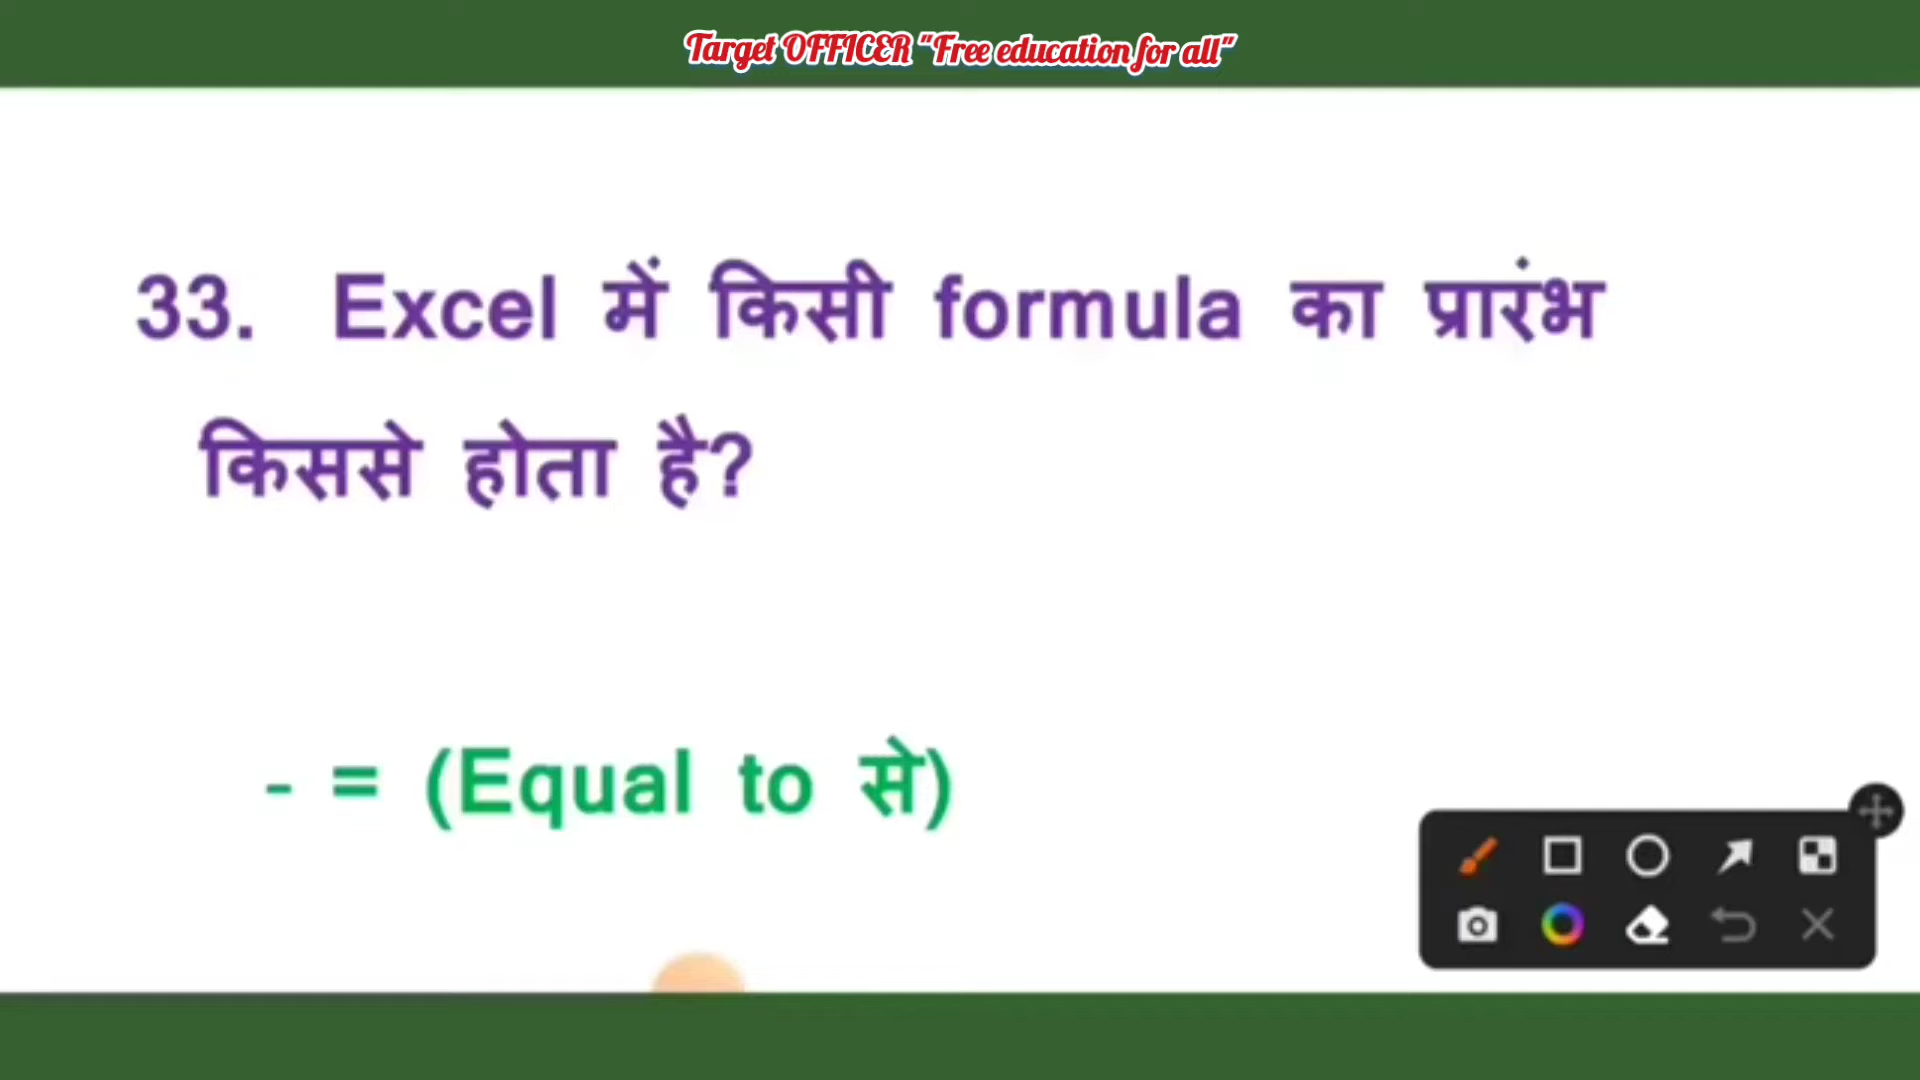 Target OFFICER "Free education for all"
33. Excel में किसी formula का प्रारंभ
किससे होता है?
- = (Equal to से)